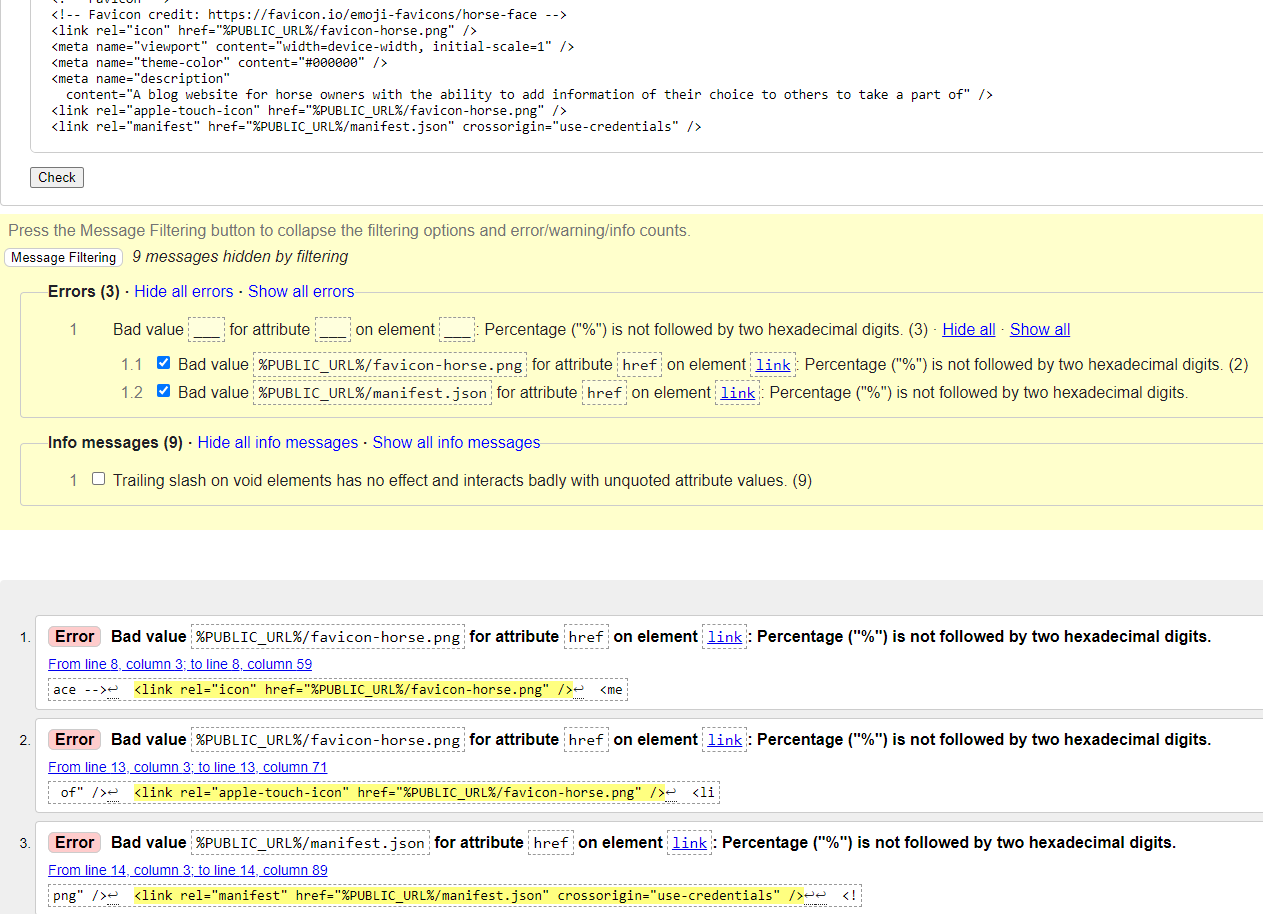 <!-- Favicon credit: https://favicon.io/emoji-favicons/horse-face -->
<link rel="icon" href="%PUBLIC_URL%/favicon-horse.png" />
<meta name="viewport" content="width=device-width, initial-scale=1" />
<meta name="theme-color" content="#000000" />
<meta name="description"
content="A blog website for horse owners with the ability to add information of their choice to others to take a part of" />
<link rel="apple-touch-icon" href="%PUBLIC_URL%/favicon-horse.png" />
<link rel="manifest" href="%PUBLIC_URL%/manifest.json" crossorigin="use-credentials" />
Check
Press the Message Filtering button to collapse the filtering options and error/warning/info counts.
Message Filtering 9 messages hidden by filtering
Errors (3) · Hide all errors · Show all errors
1 Bad value ___ for attribute ___ on element ___: Percentage ("%") is not followed by two hexadecimal digits. (3) · Hide all · Show all
1.1 Bad value %PUBLIC_URL%/favicon-horse.png for attribute href on element link: Percentage ("%") is not followed by two hexadecimal digits. (2)
1.2 Bad value %PUBLIC_URL%/manifest.json for attribute href on element link: Percentage ("%") is not followed by two hexadecimal digits.
Info messages (9) · Hide all info messages · Show all info messages
1 Trailing slash on void elements has no effect and interacts badly with unquoted attribute values. (9)
1. Error Bad value %PUBLIC_URL%/favicon-horse.png for attribute href on element link: Percentage ("%") is not followed by two hexadecimal digits.
From line 8, column 3; to line 8, column 59
ace -->↩ <link rel="icon" href="%PUBLIC_URL%/favicon-horse.png" />↩ <me
2. Error Bad value %PUBLIC_URL%/favicon-horse.png for attribute href on element link: Percentage ("%") is not followed by two hexadecimal digits.
From line 13, column 3; to line 13, column 71
of" />↩ <link rel="apple-touch-icon" href="%PUBLIC_URL%/favicon-horse.png" />↩ <li
3. Error Bad value %PUBLIC_URL%/manifest.json for attribute href on element link: Percentage ("%") is not followed by two hexadecimal digits.
From line 14, column 3; to line 14, column 89
png" />↩ <link rel="manifest" href="%PUBLIC_URL%/manifest.json" crossorigin="use-credentials" />↩↩ <!